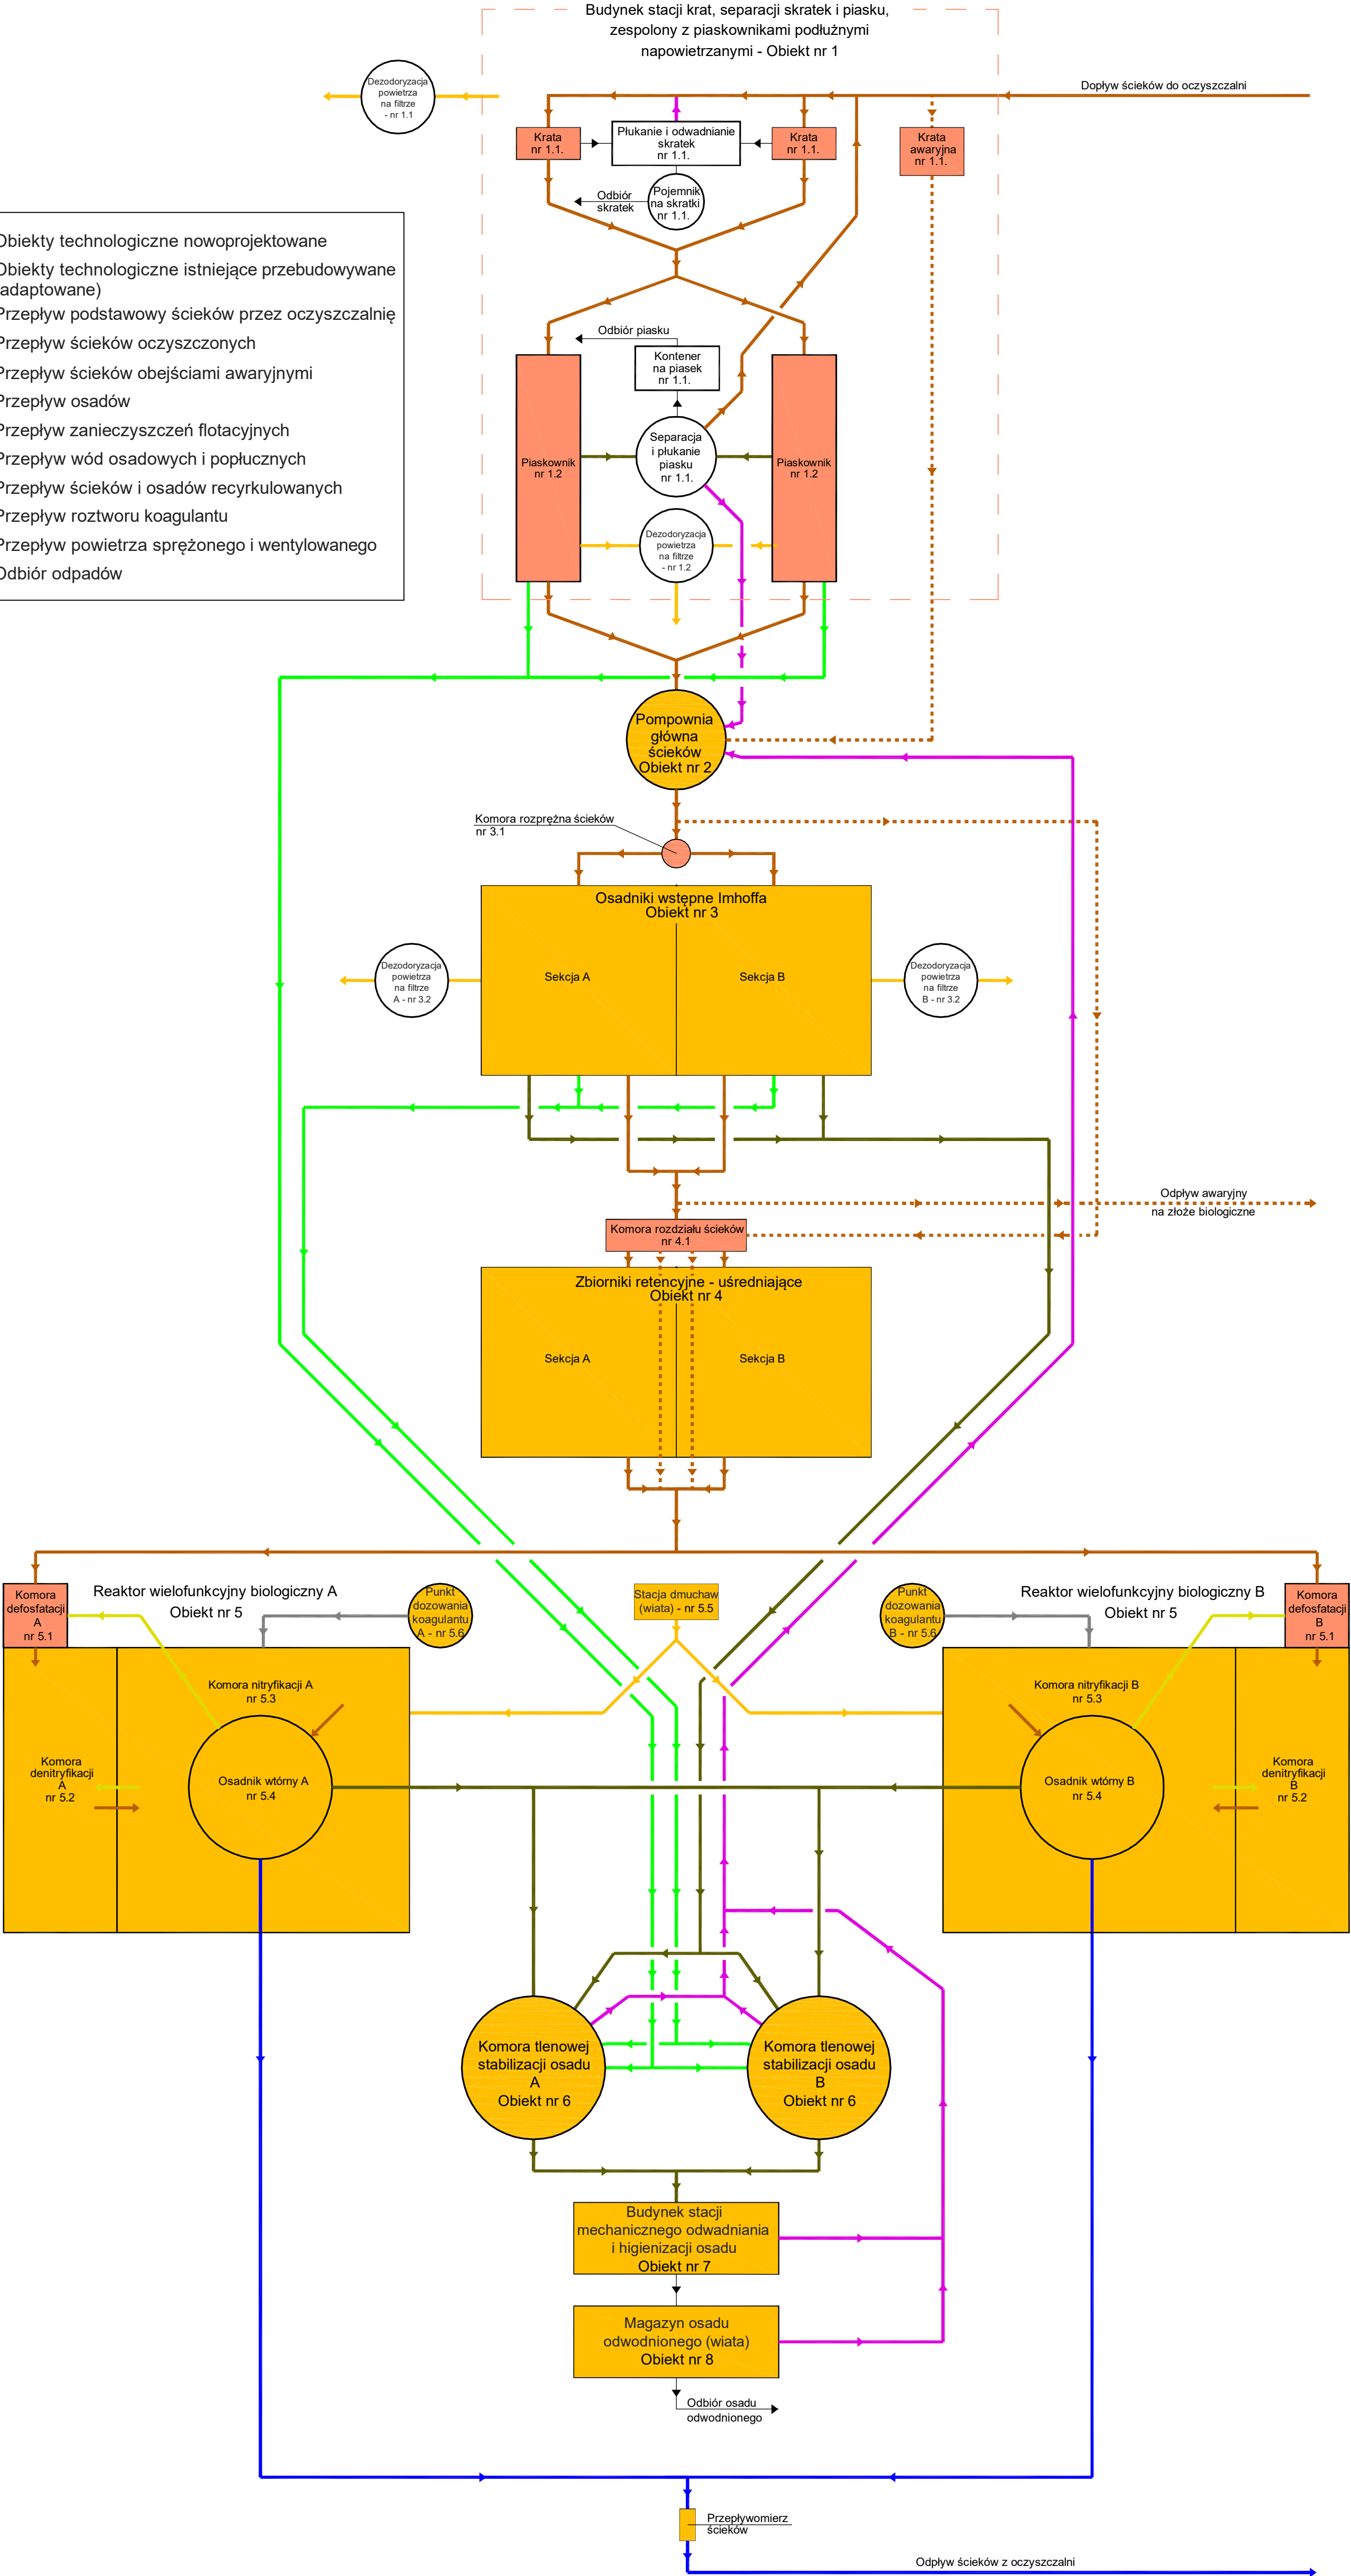 Budynek stacji krat, separacji skratek i piasku,
zespolony z piaskownikami podłużnymi
napowietrzanymi - Obiekt nr 1
Dezodoryzacja
powietrza
na filtrze
- nr 1.1
Dopływ ścieków do oczyszczalni
Krata
nr 1.1.
Płukanie i odwadnianie
skratek
nr 1.1.
Krata
nr 1.1.
Krata
awaryjna
nr 1.1.
Odbiór
skratek
Pojemnik
na skratki
nr 1.1.
Obiekty technologiczne nowoprojektowane
Obiekty technologiczne istniejące przebudowywane
adaptowane)
Przepływ podstawowy ścieków przez oczyszczalnię
Przepływ ścieków oczyszczonych
Przepływ ścieków obejściami awaryjnymi
Przepływ osadów
Przepływ zanieczyszczeń flotacyjnych
Przepływ wód osadowych i popłucznych
Przepływ ścieków i osadów recyrkulowanych
Przepływ roztworu koagulantu
Przepływ powietrza sprężonego i wentylowanego
Odbiór odpadów
Odbiór piasku
Kontener
na piasek
nr 1.1.
Piaskownik
nr 1.2
Separacja
i płukanie
piasku
nr 1.1.
Piaskownik
nr 1.2
Dezodoryzacja
powietrza
na filtrze
- nr 1.2
Pompownia
główna
ścieków
Obiekt nr 2
Komora rozprężna ścieków
nr 3.1
Osadniki wstępne Imhoffa
Obiekt nr 3
Dezodoryzacja
powietrza
na filtrze
A - nr 3.2
Sekcja A
Sekcja B
Dezodoryzacja
powietrza
na filtrze
B - nr 3.2
Odpływ awaryjny
na złoże biologiczne
Komora rozdziału ścieków
nr 4.1
Zbiorniki retencyjne - uśredniające
Obiekt nr 4
Sekcja A
Sekcja B
Komora
defosfatacji
A
nr 5.1
Reaktor wielofunkcyjny biologiczny A
Obiekt nr 5
Punkt
dozowania
koagulantu
A - nr 5.6
Stacja dmuchaw
(wiata) - nr 5.5
Punkt
dozowania
koagulantu
B - nr 5.6
Reaktor wielofunkcyjny biologiczny B
Obiekt nr 5
Komora
defosfatacji
B
nr 5.1
Komora nitryfikacji A
nr 5.3
Komora nitryfikacji B
nr 5.3
Komora
denitryfikacji
A
nr 5.2
Osadnik wtórny A
nr 5.4
Osadnik wtórny B
nr 5.4
Komora
denitryfikacji
B
nr 5.2
Komora tlenowej
stabilizacji osadu
A
Obiekt nr 6
Komora tlenowej
stabilizacji osadu
B
Obiekt nr 6
Budynek stacji
mechanicznego odwadniania
i higienizacji osadu
Obiekt nr 7
Magazyn osadu
odwodnionego (wiata)
Obiekt nr 8
Odbiór osadu
odwodnionego
Przepływomierz
ścieków
Odpływ ścieków z oczyszczalni